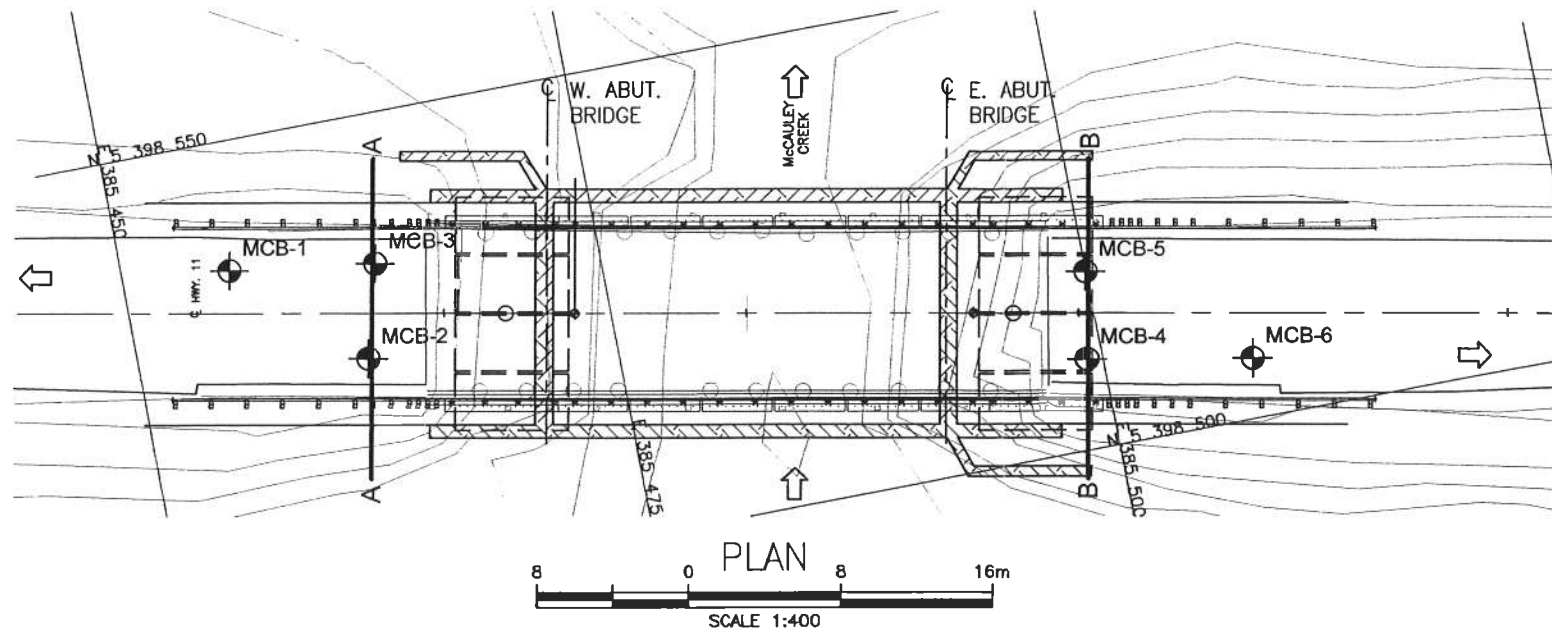 W. ABUT.
BRIDGE
E. ABUT.
BRIDGE
McCAULEY
CREEK
A
B
N 5 398 550
E 385 450
MCB-1
MCB-3
MCB-5
℄ HWY. 11
MCB-2
MCB-4
MCB-6
N 5 398 500
E 385 475
E 385 500
A
B
PLAN
8 0 8 16m
SCALE 1:400